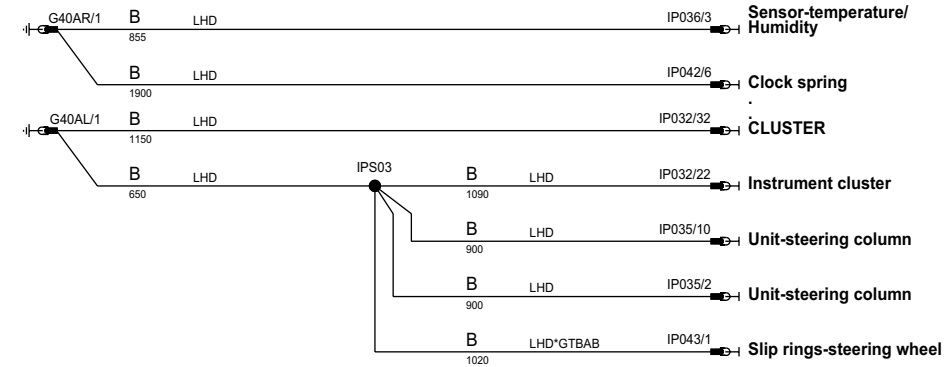 G40AR/1 B LHD IP036/3 Sensor-temperature/
855 Humidity
B LHD IP042/6 Clock spring
1900
.
.
G40AL/1 B LHD IP032/32 CLUSTER
1150
IPS03
B LHD B LHD IP032/22 Instrument cluster
650 1090
B LHD IP035/10 Unit-steering column
900
B LHD IP035/2 Unit-steering column
900
B LHD*GTBAB IP043/1 Slip rings-steering wheel
1020